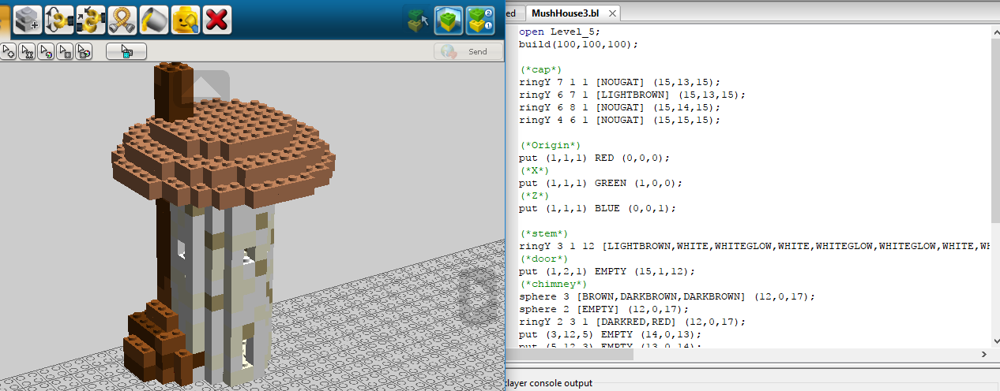 ed MushHouse3.bl
Send
open Level_5;
build(100,100,100);
(*cap*)
ringY 7 1 1 [NOUGAT] (15,13,15);
ringY 6 7 1 [LIGHTBROWN] (15,13,15);
ringY 6 8 1 [NOUGAT] (15,14,15);
ringY 4 6 1 [NOUGAT] (15,15,15);
(*Origin*)
put (1,1,1) RED (0,0,0);
(*X*)
put (1,1,1) GREEN (1,0,0);
(*Z*)
put (1,1,1) BLUE (0,0,1);
(*stem*)
ringY 3 1 12 [LIGHTBROWN,WHITE,WHITEGLOW,WHITE,WHITEGLOW,WHITEGLOW,WHITE,WH
(*door*)
put (1,2,1) EMPTY (15,1,12);
(*chimney*)
sphere 3 [BROWN,DARKBROWN,DARKBROWN] (12,0,17);
sphere 2 [EMPTY] (12,0,17);
ringY 2 3 1 [DARKRED,RED] (12,0,17);
put (3,12,5) EMPTY (14,0,13);
put (5,12,3) EMPTY (13,0,14);
layer console output